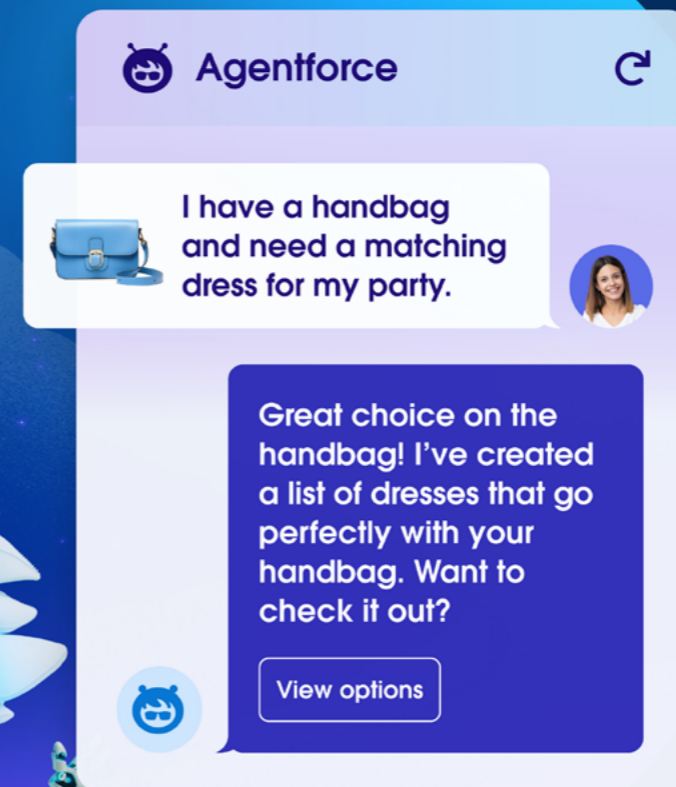 Agentforce
I have a handbag
and need a matching
dress for my party.
Great choice on the
handbag! I’ve created
a list of dresses that go
perfectly with your
handbag. Want to
check it out?
View options